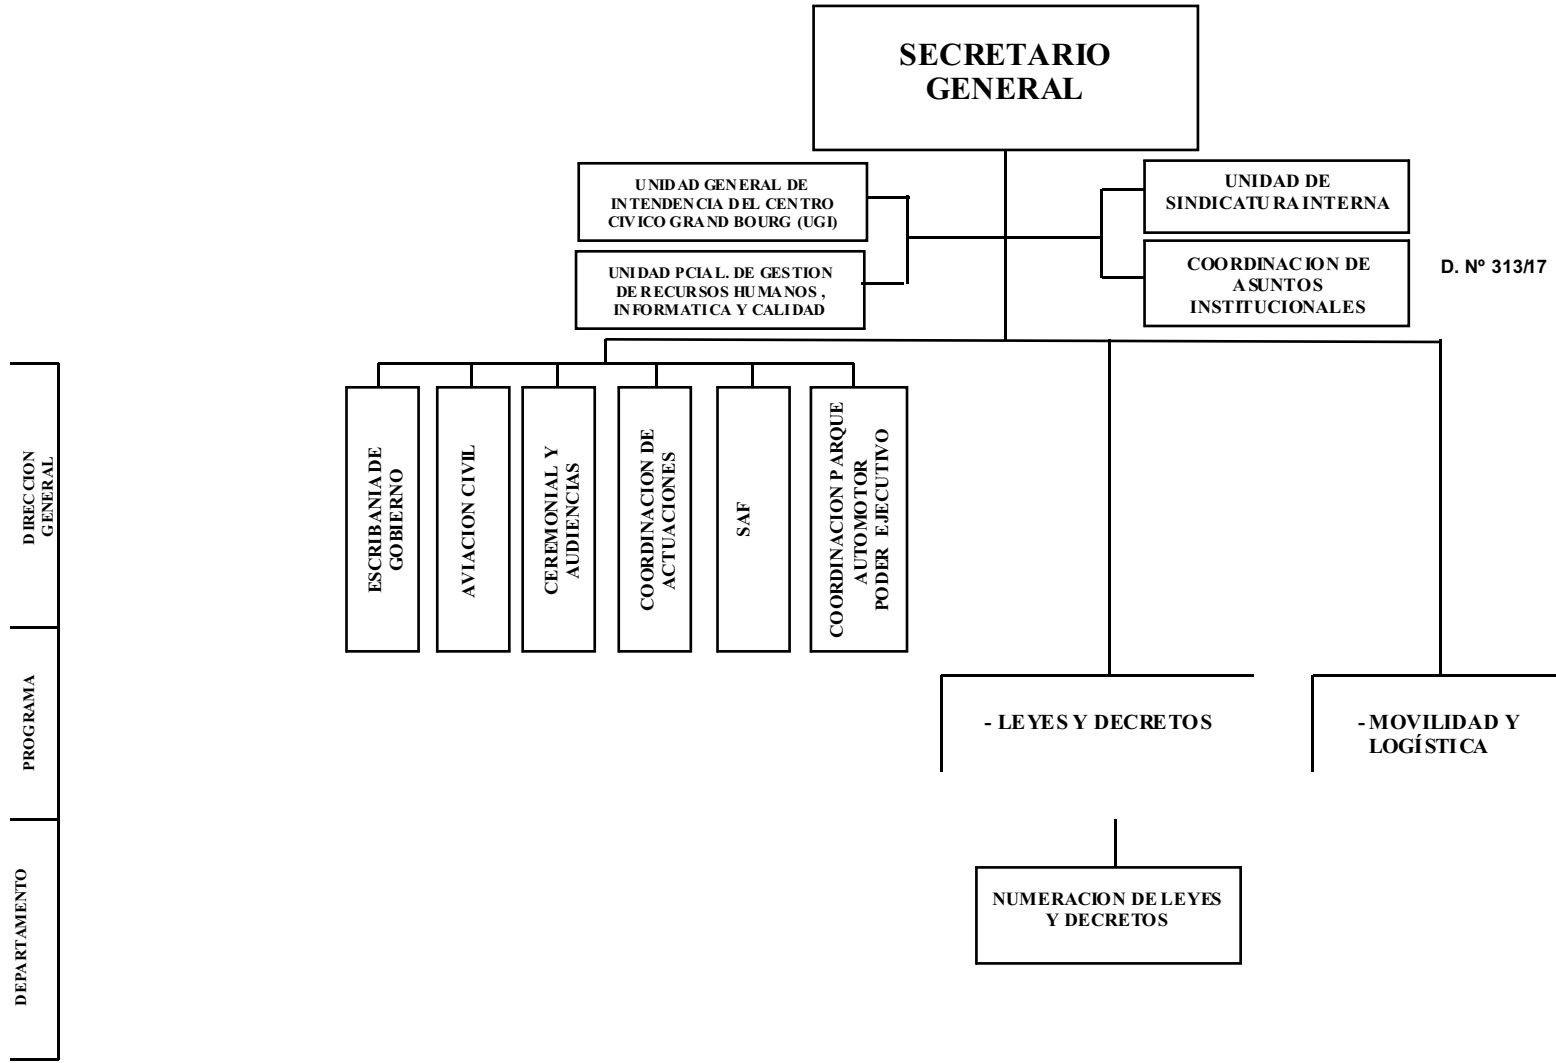 SECRETARIO
GENERAL
UNIDAD GENERAL DE
INTENDENCIA DEL CENTRO
CIVICO GRAND BOURG (UGI)
UNIDAD DE
SINDICATURA INTERNA
UNIDAD PCIAL. DE GESTION
DE RECURSOS HUMANOS ,
INFORMATICA Y CALIDAD
COORDINACION DE
ASUNTOS
INSTITUCIONALES
D. Nº 313/17
DIRECCION
GENERAL
ESCRIBANIA DE
GOBIERNO
AVIACION CIVIL
CEREMONIAL Y
AUDIENCIAS
COORDINACION DE
ACTUACIONES
SAF
COORDINACION PARQUE
AUTOMOTOR
PODER EJECUTIVO
PROGRAMA
- LEYES Y DECRETOS
- MOVILIDAD Y
LOGÍSTICA
DEPARTAMENTO
NUMERACION DE LEYES
Y DECRETOS